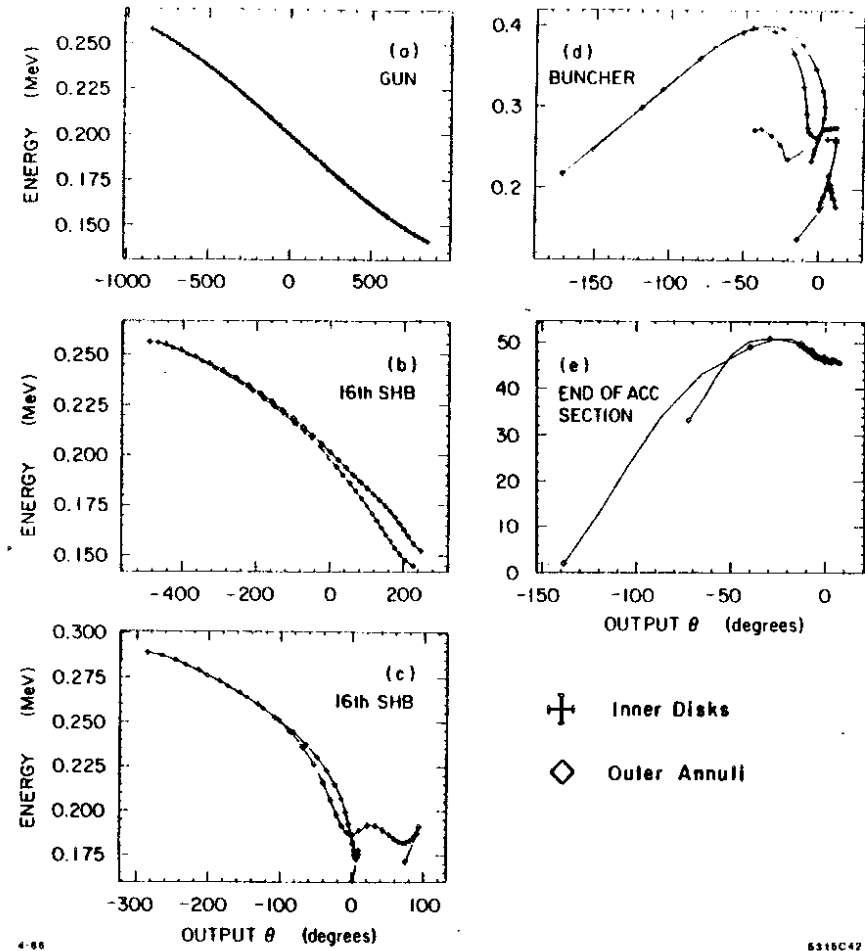 (a)
GUN
ENERGY (MeV)
0.250
0.225
0.200
0.175
0.150
-1000
-500
0
500
(b)
16th SHB
ENERGY (MeV)
0.250
0.225
0.200
0.175
0.150
-400
-200
0
200
(c)
16th SHB
ENERGY (MeV)
0.300
0.275
0.250
0.225
0.200
0.175
-300
-200
-100
0
100
OUTPUT θ (degrees)
(d)
BUNCHER
0.4
0.3
0.2
-150
-100
-50
0
(e)
END OF ACC
SECTION
50
40
30
20
10
0
-150
-100
-50
0
OUTPUT θ (degrees)
Inner Disks
Outer Annuli
4-86
5315C42